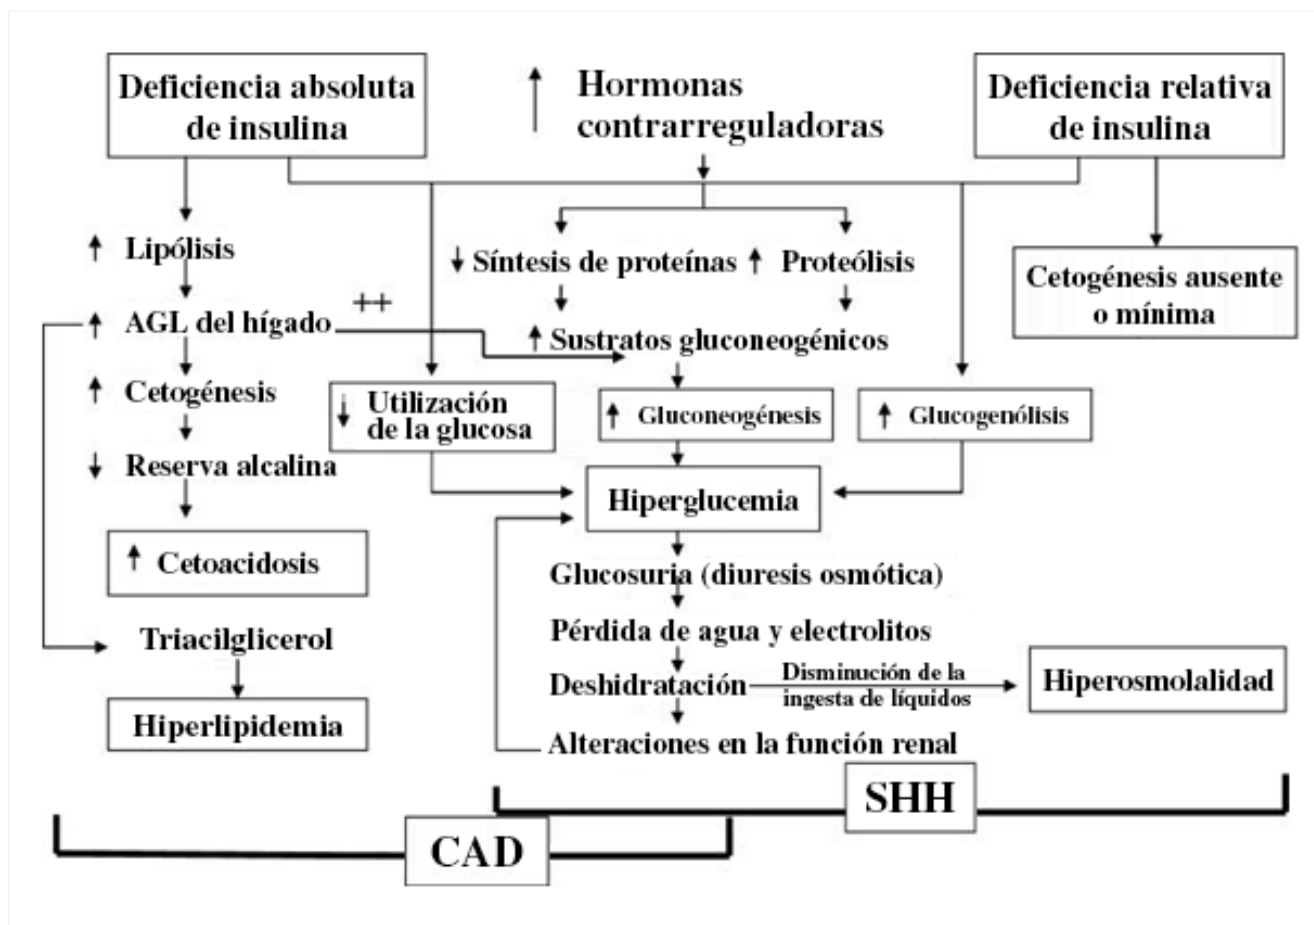 Deficiencia absoluta
de insulina
Hormonas
contrarreguladoras
Deficiencia relativa
de insulina
Lipólisis
Síntesis de proteínas
Proteólisis
Cetogénesis ausente
o mínima
++
AGL del hígado
Sustratos gluconeogénicos
Cetogénesis
Utilización
de la glucosa
Gluconeogénesis
Glucogenólisis
Reserva alcalina
Hiperglucemia
Cetoacidosis
Glucosuria (diuresis osmótica)
Triacilglicerol
Pérdida de agua y electrolitos
Deshidratación
Disminución de la
ingesta de líquidos
Hiperosmolalidad
Hiperlipidemia
Alteraciones en la función renal
SHH
CAD